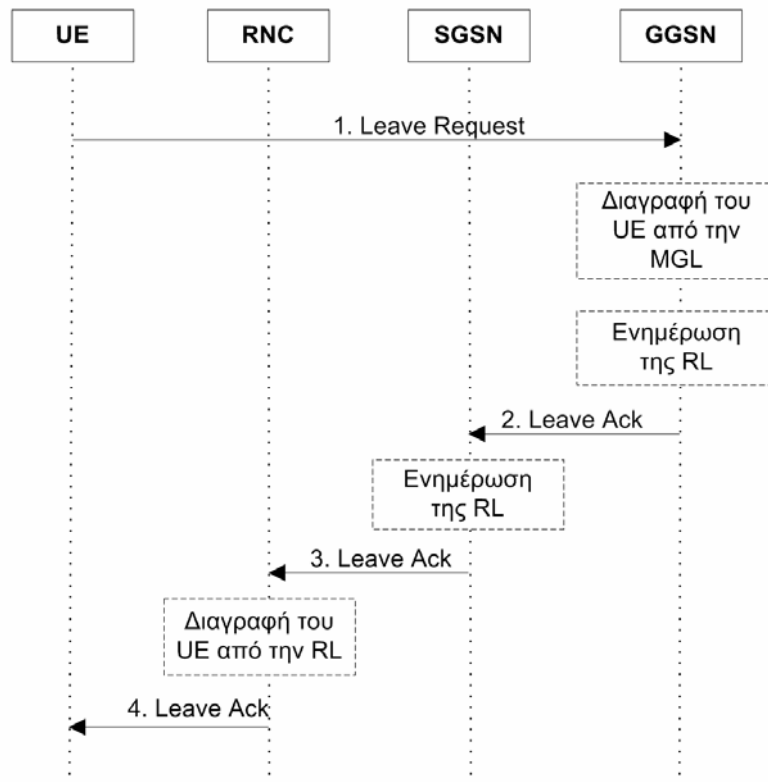 UE
RNC
SGSN
GGSN
1. Leave Request
Διαγραφή του
UE από την
MGL
Ενημέρωση
της RL
2. Leave Ack
Ενημέρωση
της RL
3. Leave Ack
Διαγραφή του
UE από την RL
4. Leave Ack